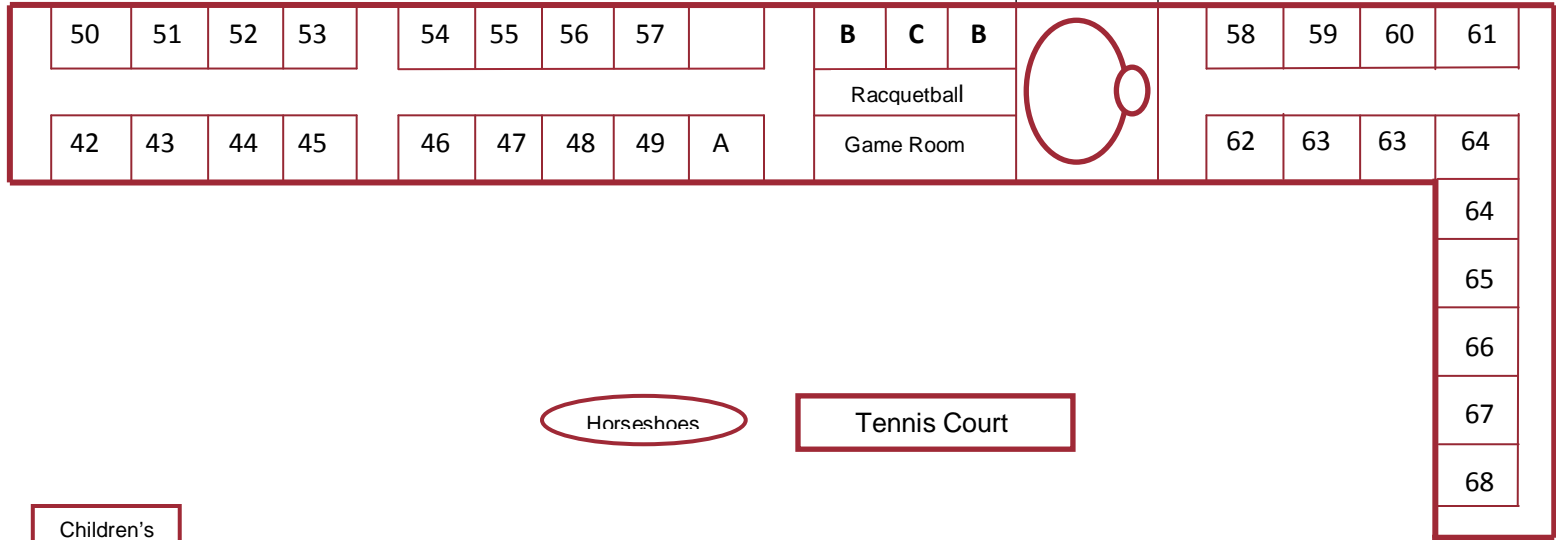 50 51 52 53 54 55 56 57 B C B 58 59 60 61
Racquetball
42 43 44 45 46 47 48 49 A Game Room 62 63 63 64
64
65
66
67
Horseshoes Tennis Court
68
Children's